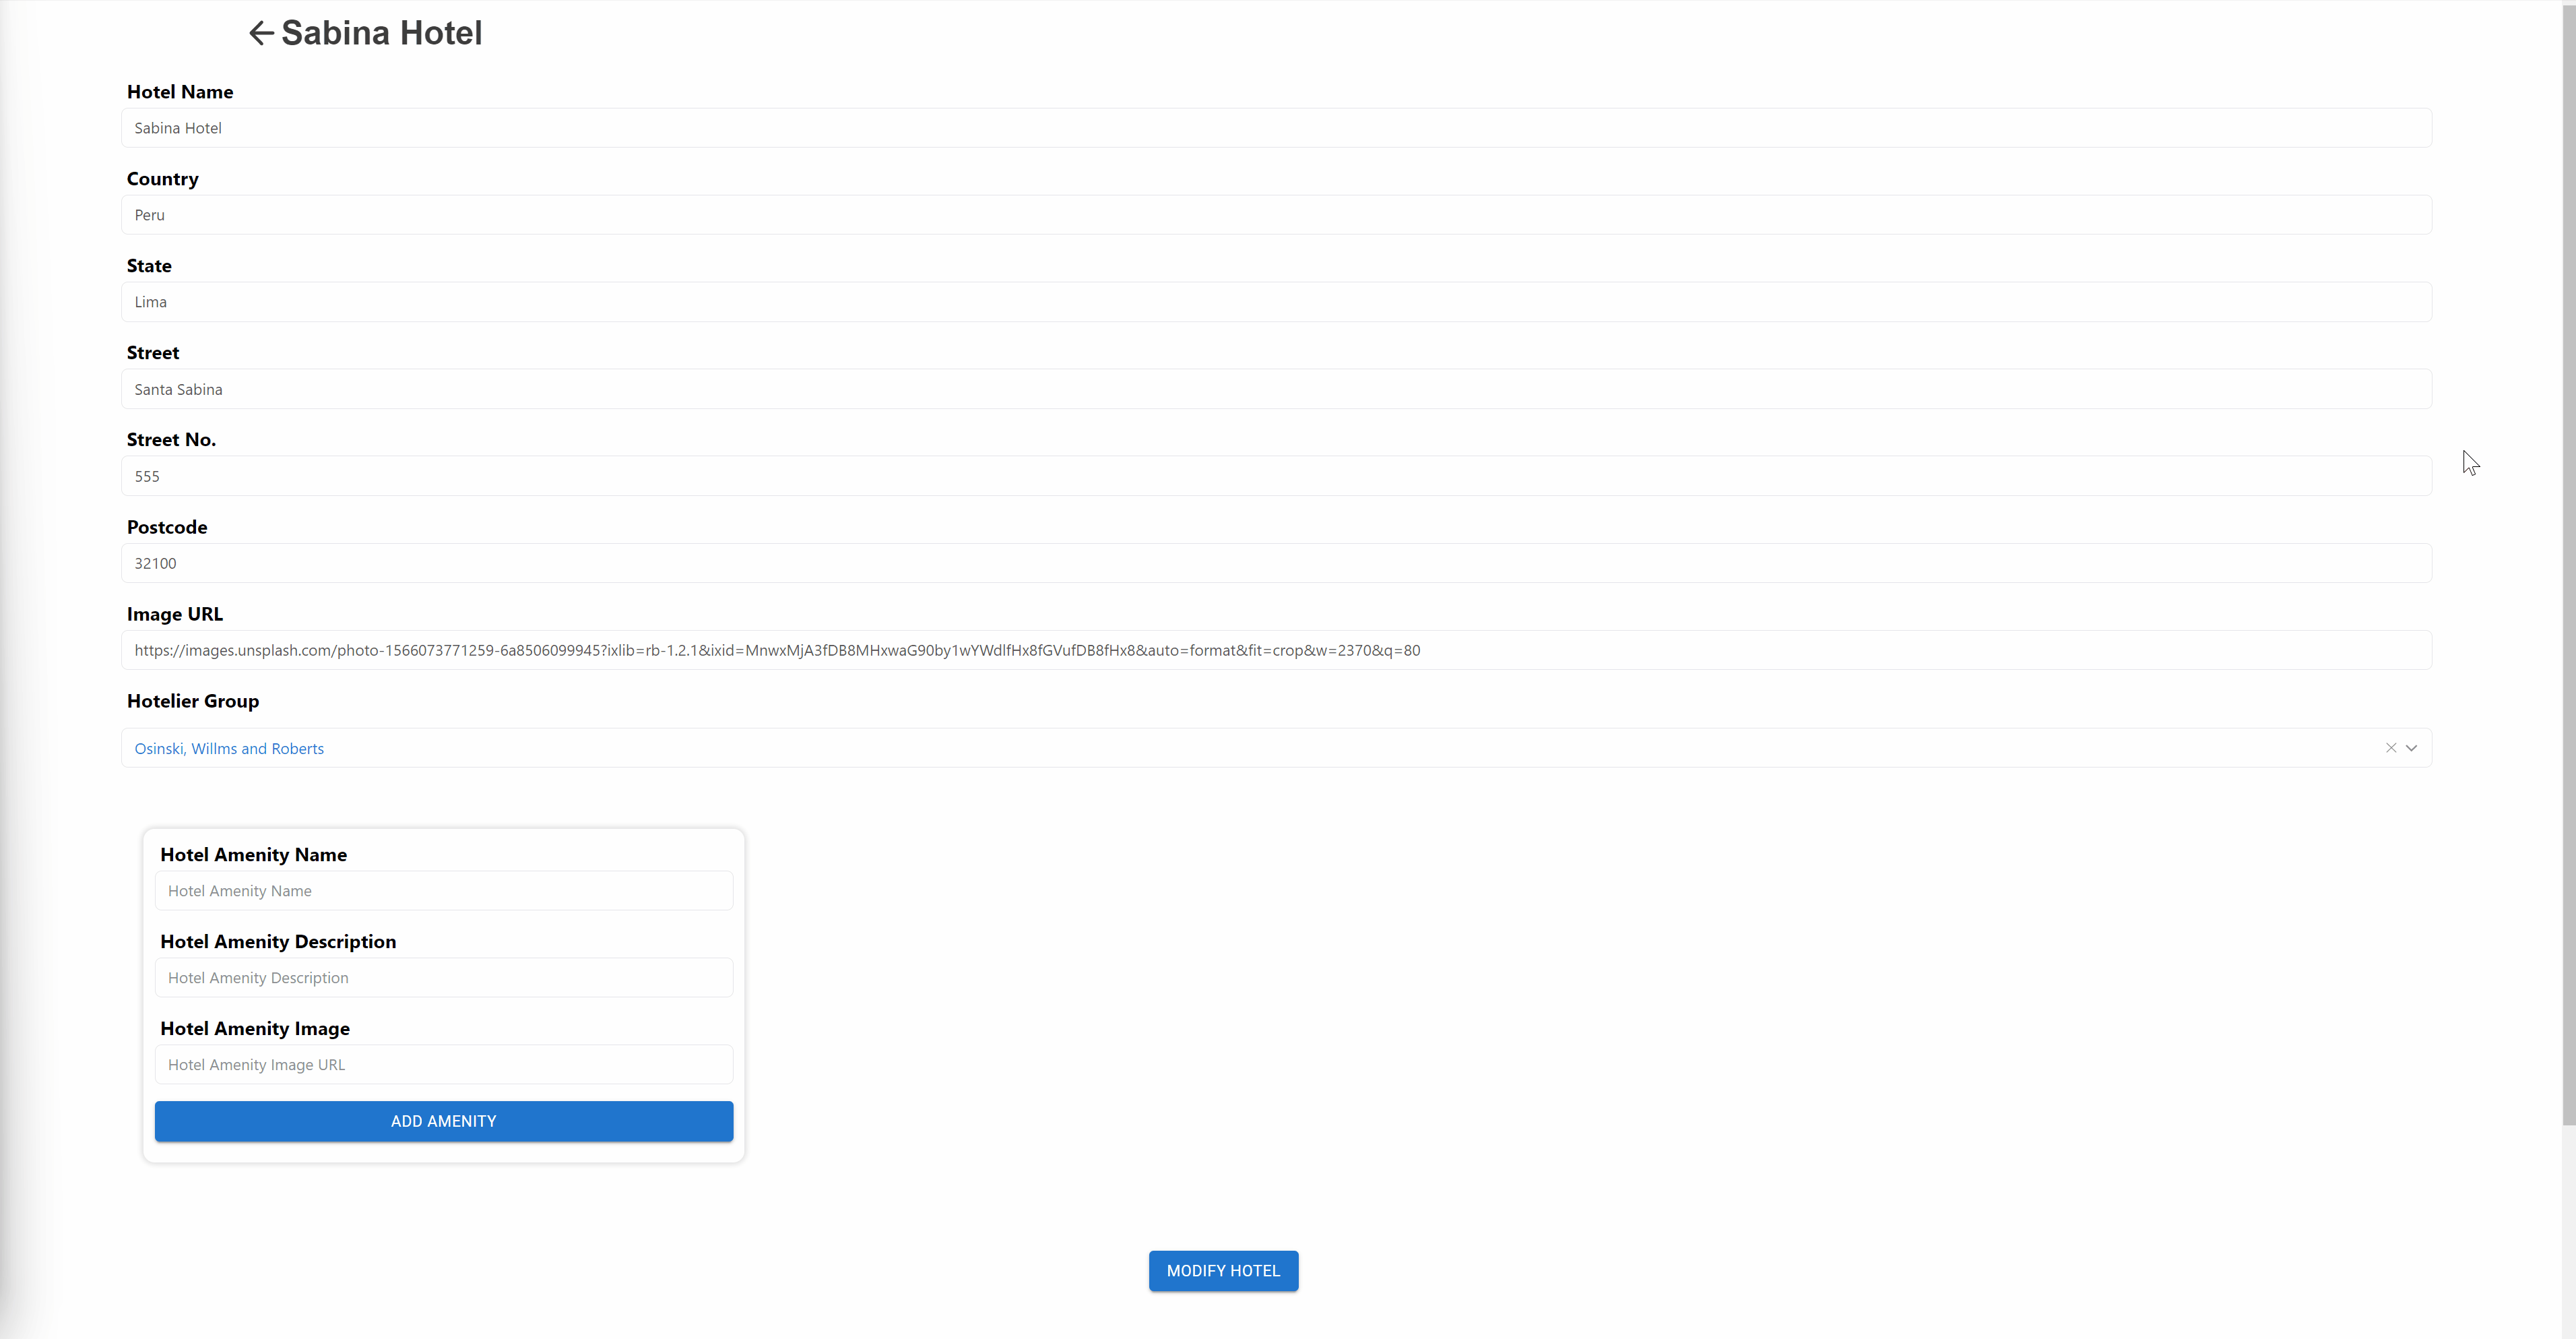 Sabina Hotel
Hotel Name
Sabina Hotel
Country
Peru
State
Lima
Street
Santa Sabina
Street No.
555
Postcode
32100
Image URL
https://images.unsplash.com/photo-1566073771259-6a8506099945?ixlib=rb-1.2.1&ixid=MnwxMjA3fDB8MHxwaG90by1wYWdlfHx8fGVufDB8fHx8&auto=format&fit=crop&w=2370&q=80
Hotelier Group
Osinski, Willms and Roberts
Hotel Amenity Name
Hotel Amenity Name
Hotel Amenity Description
Hotel Amenity Description
Hotel Amenity Image
Hotel Amenity Image URL
ADD AMENITY
MODIFY HOTEL